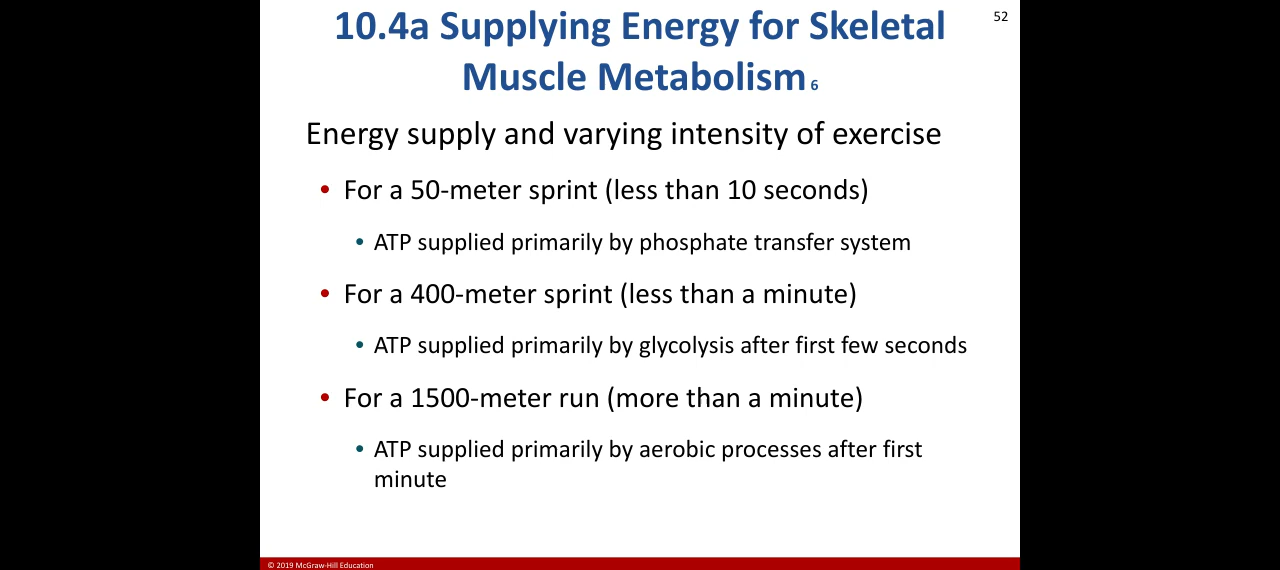 52
10.4a Supplying Energy for Skeletal
Muscle Metabolism 6
Energy supply and varying intensity of exercise
• For a 50-meter sprint (less than 10 seconds)
• ATP supplied primarily by phosphate transfer system
• For a 400-meter sprint (less than a minute)
• ATP supplied primarily by glycolysis after first few seconds
• For a 1500-meter run (more than a minute)
• ATP supplied primarily by aerobic processes after first
minute
© 2019 McGraw-Hill Education